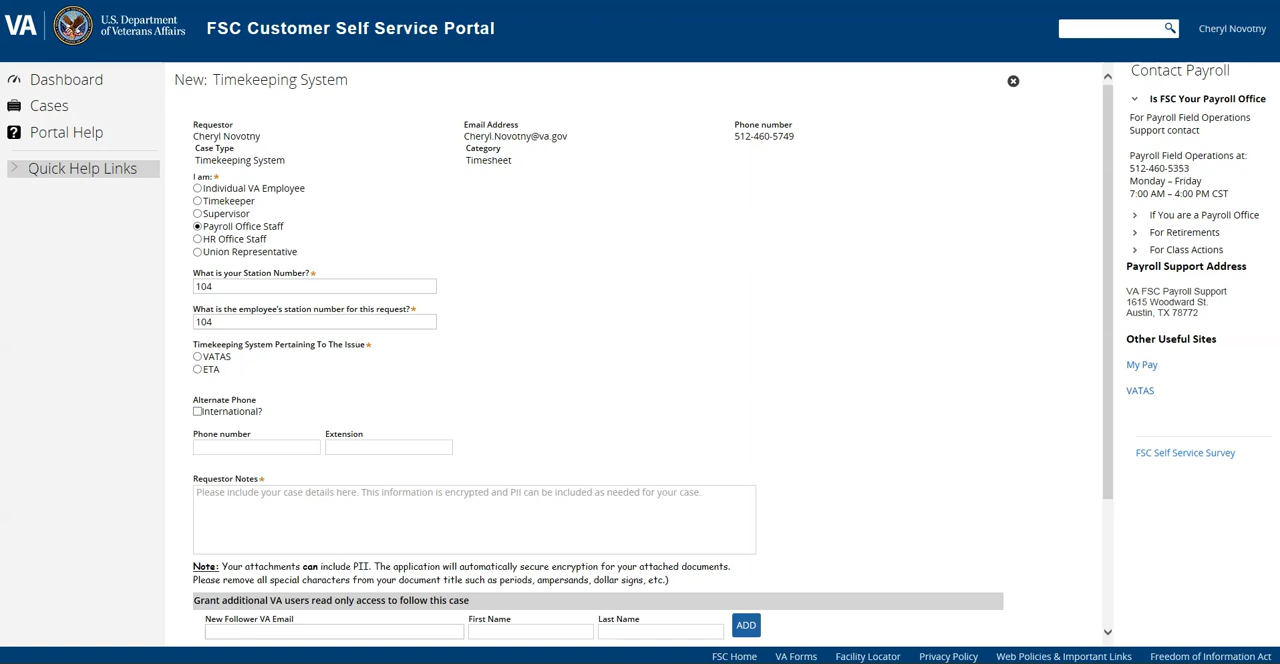 VA
U.S. Department
of Veterans Affairs
FSC Customer Self Service Portal
Cheryl Novotny
Dashboard
Cases
Portal Help
Quick Help Links
New: Timekeeping System
Requestor
Cheryl Novotny
Email Address
Cheryl.Novotny@va.gov
Phone number
512-460-5749
Case Type
Timekeeping System
Category
Timesheet
I am:★
Individual VA Employee
Timekeeper
Supervisor
Payroll Office Staff
HR Office Staff
Union Representative
What is your Station Number?★
104
What is the employee's station number for this request?★
104
Timekeeping System Pertaining To The Issue★
VATAS
ETA
Alternate Phone
International?
Phone number
Extension
Requestor Notes★
Please include your case details here. This information is encrypted and PII can be included as needed for your case.
Note: Your attachments can include PII. The application will automatically secure encryption for your attached documents.
Please remove all special characters from your document title such as periods, ampersands, dollar signs, etc.)
Grant additional VA users read only access to follow this case
New Follower VA Email
First Name
Last Name
ADD
Contact Payroll
Is FSC Your Payroll Office
For Payroll Field Operations
Support contact
Payroll Field Operations at:
512-460-5353
Monday – Friday
7:00 AM – 4:00 PM CST
If You are a Payroll Office
For Retirements
For Class Actions
Payroll Support Address
VA FSC Payroll Support
1615 Woodward St.
Austin, TX 78772
Other Useful Sites
My Pay
VATAS
FSC Self Service Survey
FSC Home
VA Forms
Facility Locator
Privacy Policy
Web Policies & Important Links
Freedom of Information Act